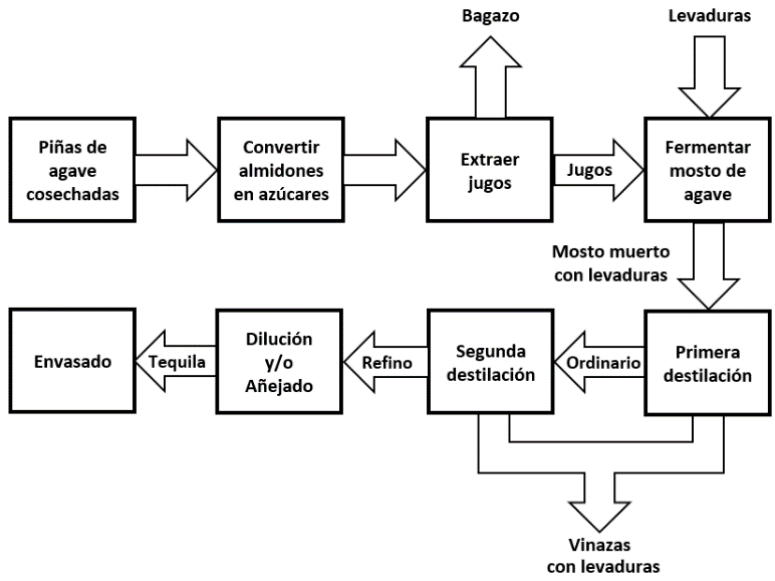 Bagazo
Levaduras
Piñas de
agave
cosechadas
Convertir
almidones
en azúcares
Extraer
jugos
Jugos
Fermentar
mosto de
agave
Mosto muerto
con levaduras
Envasado
Tequila
Dilución
y/o
Añejado
Refino
Segunda
destilación
Ordinario
Primera
destilación
Vinazas
con levaduras